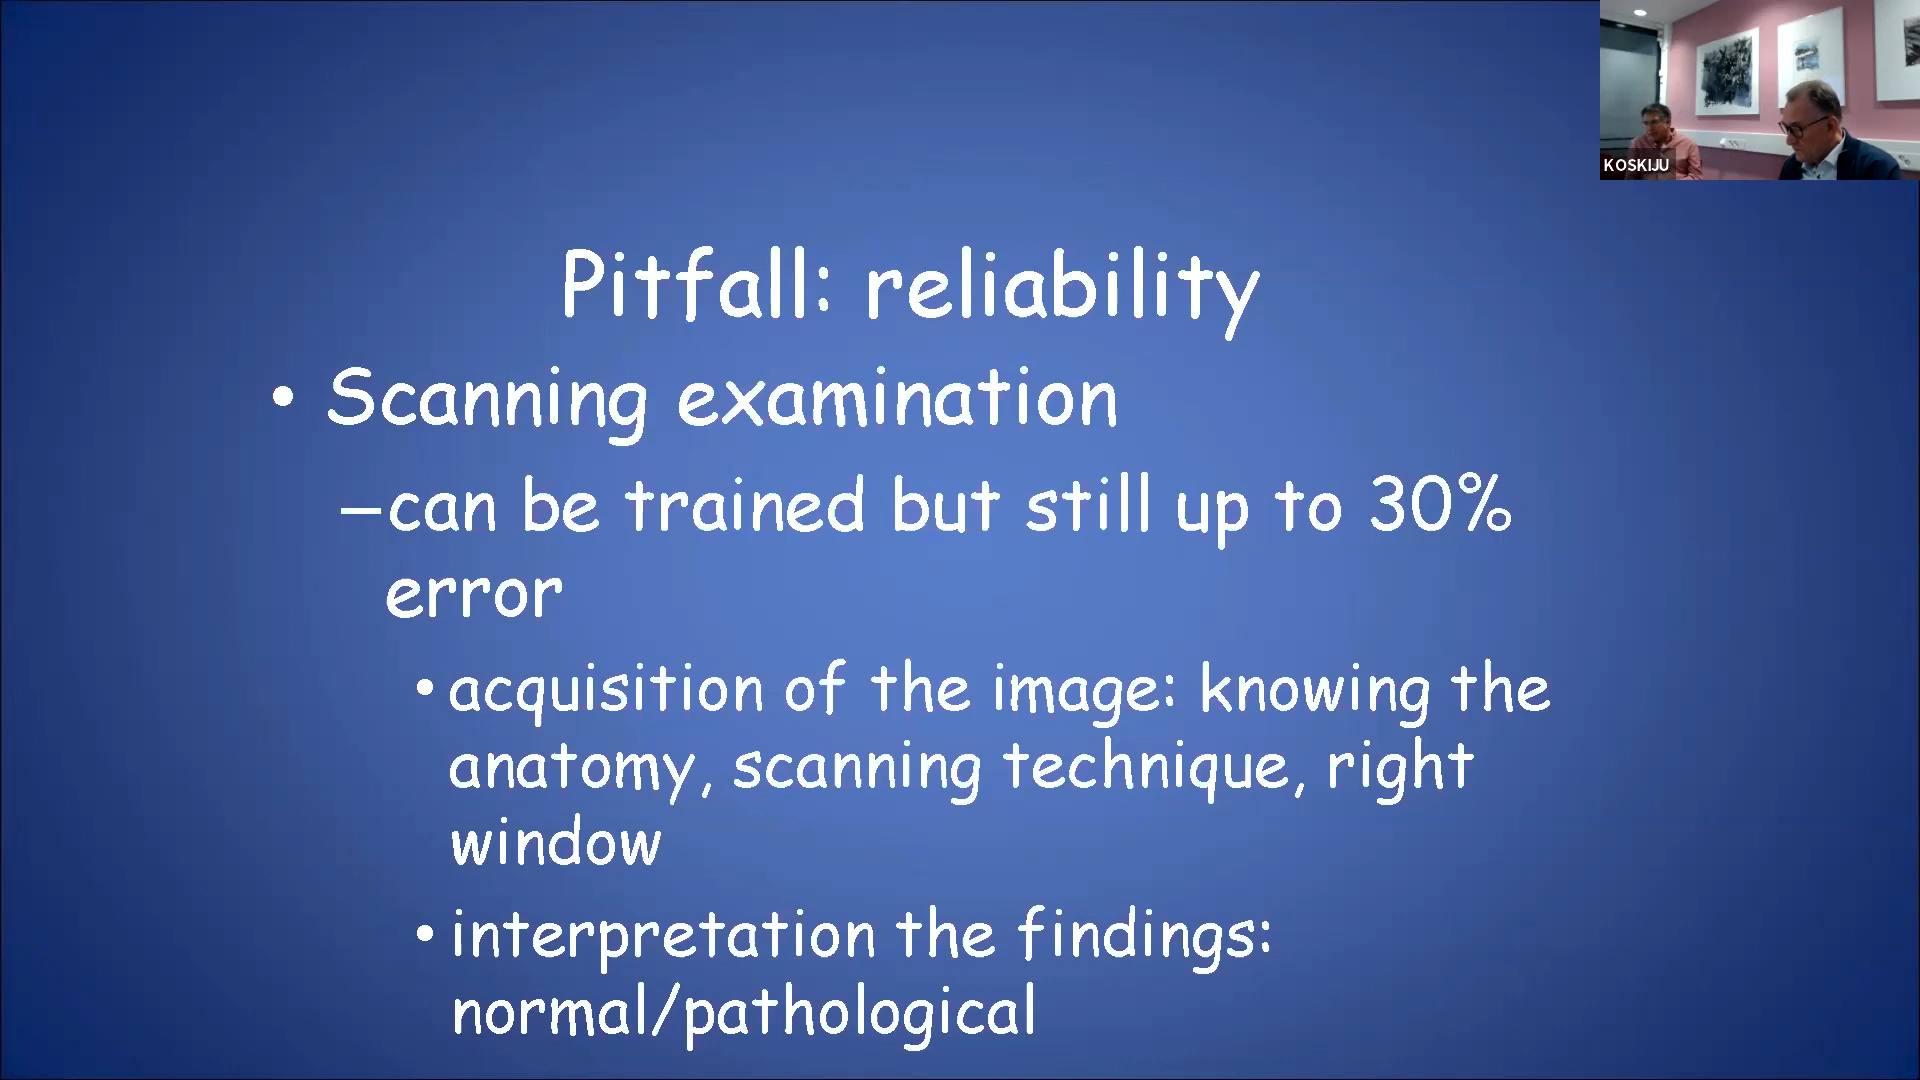 KOSKIJU
Pitfall: reliability
• Scanning examination
–can be trained but still up to 30%
error
• acquisition of the image: knowing the
anatomy, scanning technique, right
window
• interpretation the findings:
normal/pathological